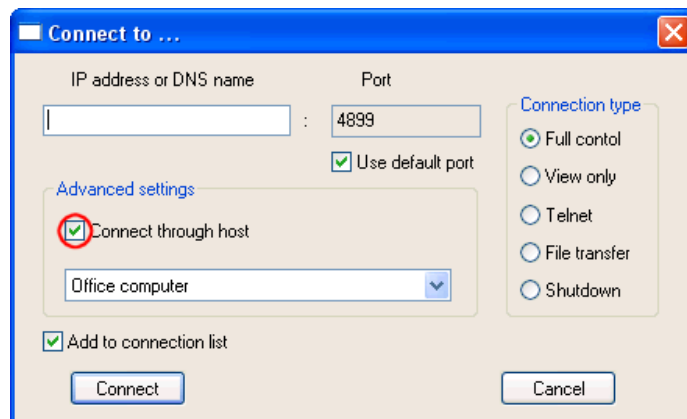 Connect to ...
IP address or DNS name
Port
:
4899
Use default port
Connection type
Full contol
View only
Telnet
File transfer
Shutdown
Advanced settings
Connect through host
Office computer
Add to connection list
Connect
Cancel